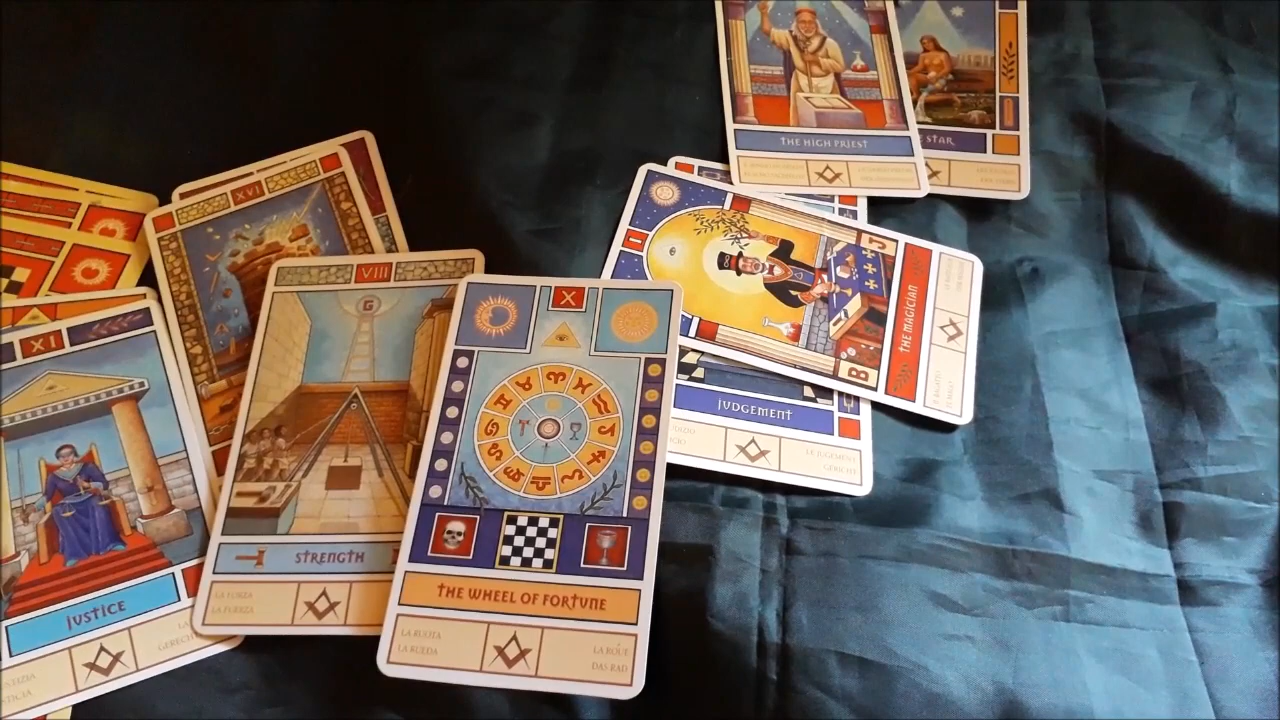 THE HIGH PRIEST
STAR
XVI
VIII
G
STRENGTH
LA FORZA
LA FUERZA
XI
JUSTICE
X
THE WHEEL OF FORTUNE
LA RUOTA
LA RUEDA
LA ROUE
DAS RAD
I
J
B
THE MAGICIAN
JUDGEMENT
LE JUGEMENT
GERICHT